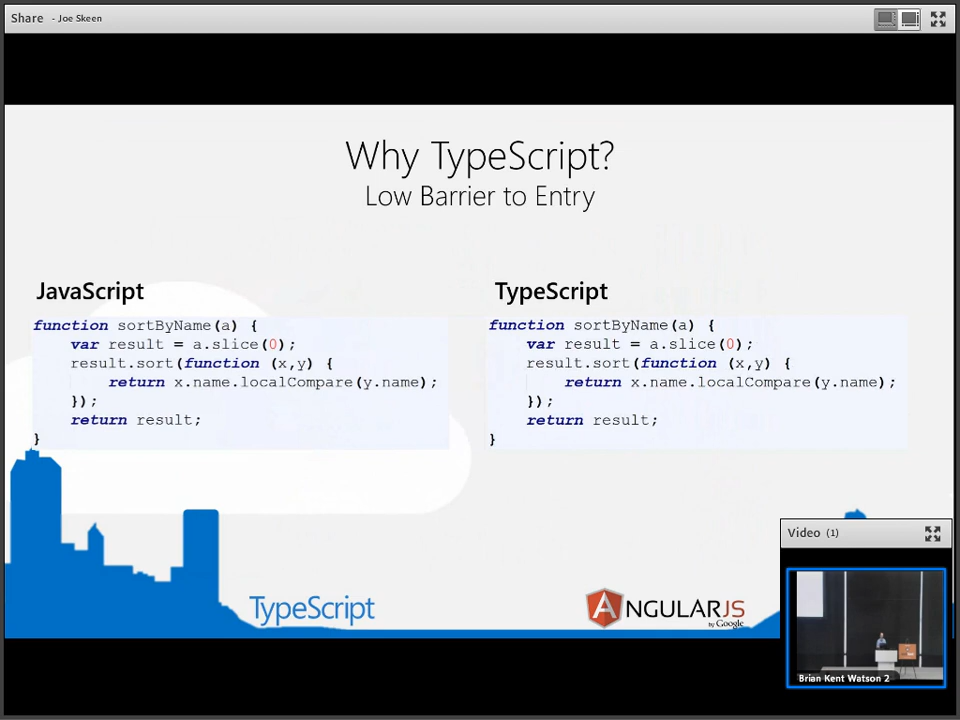 Share - Joe Skeen
Why TypeScript?
Low Barrier to Entry
JavaScript
function sortByName(a) {
    var result = a.slice(0);
    result.sort(function (x,y) {
        return x.name.localCompare(y.name);
    });
    return result;
}
TypeScript
function sortByName(a) {
    var result = a.slice(0);
    result.sort(function (x,y) {
        return x.name.localCompare(y.name);
    });
    return result;
}
TypeScript
ANGULARJS
by Google
Video (1)
Brian Kent Watson 2